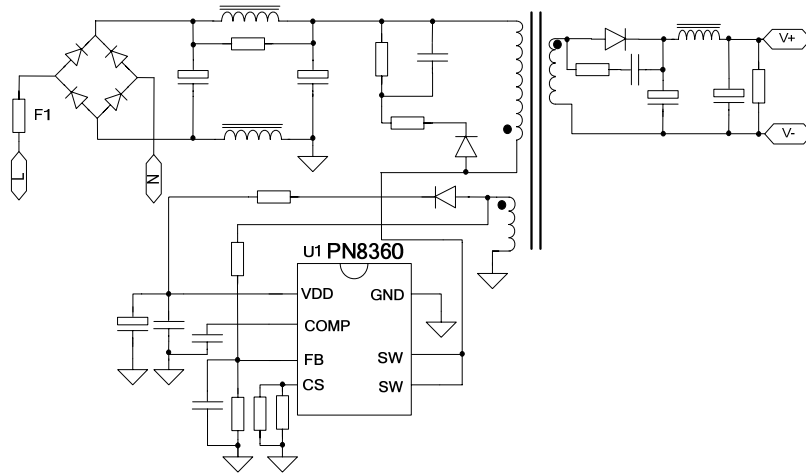 V+
F1
V-
L
N
U1 PN8360
VDD
GND
COMP
FB
SW
CS
SW